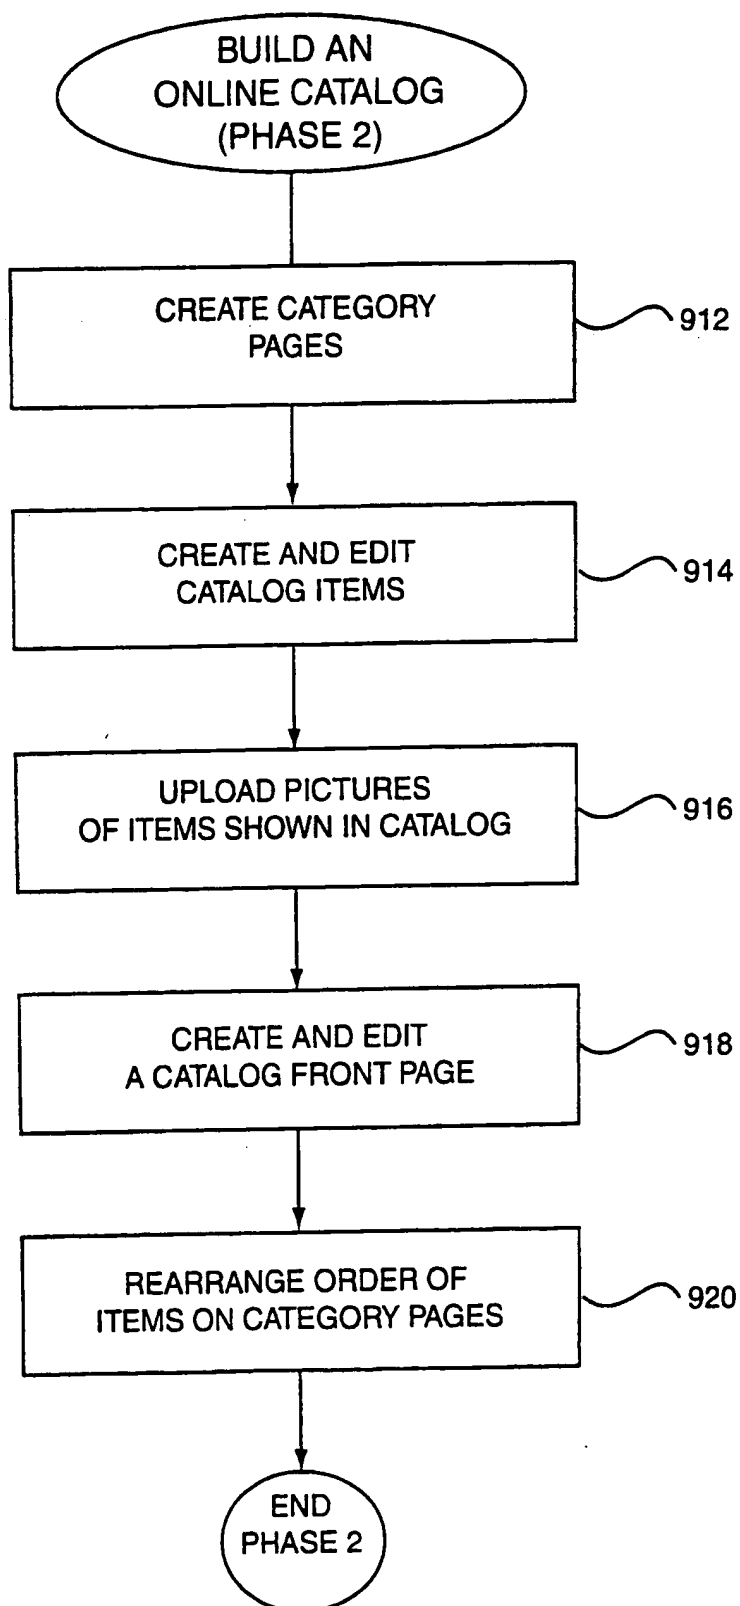 BUILD AN
ONLINE CATALOG
(PHASE 2)
CREATE CATEGORY
PAGES
912
CREATE AND EDIT
CATALOG ITEMS
914
UPLOAD PICTURES
OF ITEMS SHOWN IN CATALOG
916
CREATE AND EDIT
A CATALOG FRONT PAGE
918
REARRANGE ORDER OF
ITEMS ON CATEGORY PAGES
920
END
PHASE 2